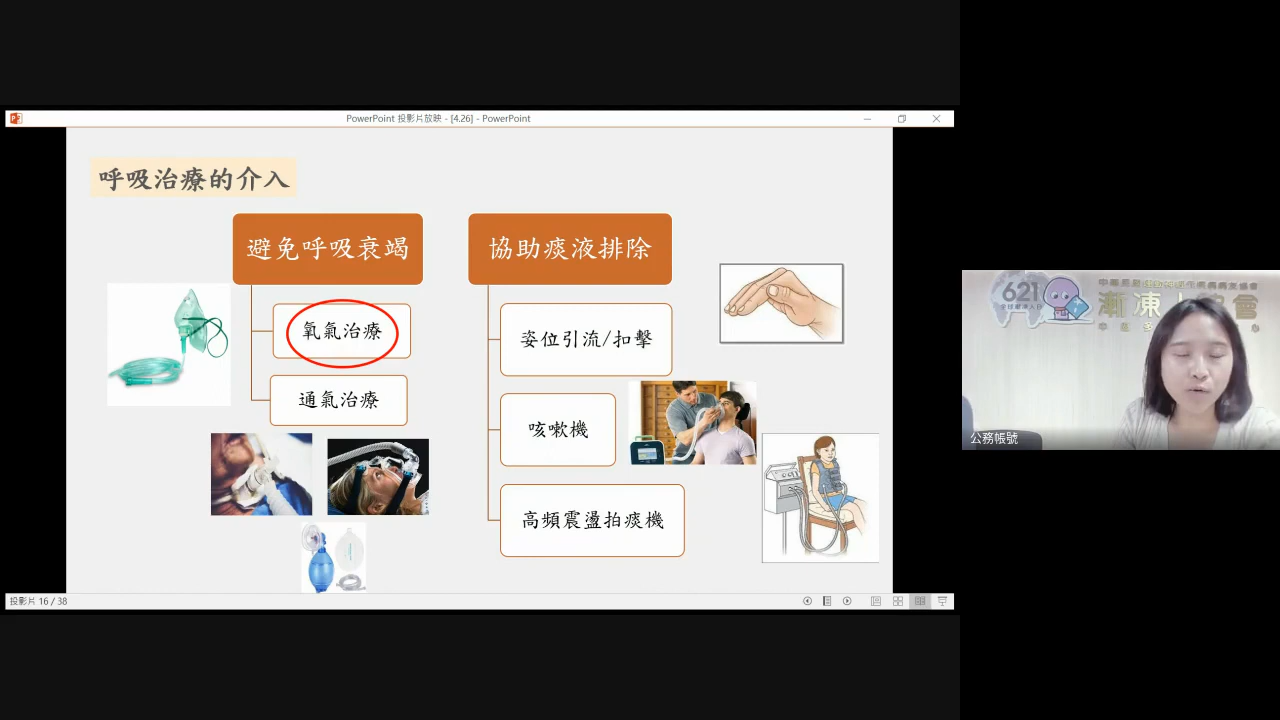 PowerPoint 投影片放映 - [4.26] - PowerPoint
呼吸治療的介入
避免呼吸衰竭
協助痰液排除
氧氣治療
通氣治療
姿位引流/扣擊
咳嗽機
高頻震盪拍痰機
投影片 16 / 38
621
公務帳號